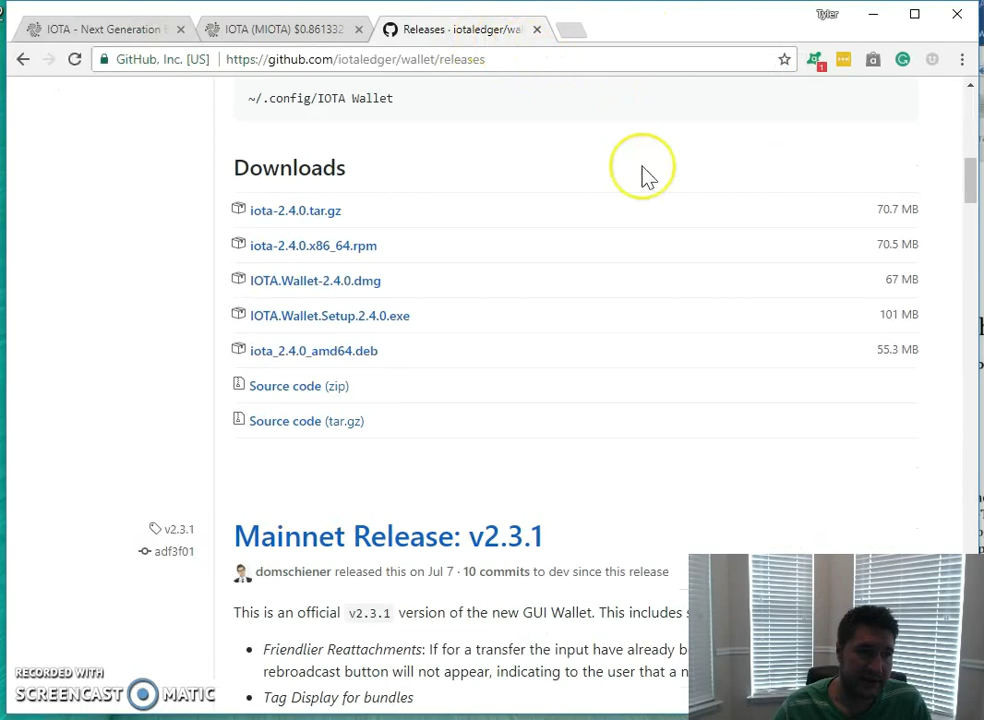 Tyler
IOTA - Next Generation
IOTA (MIOTA) $0.861332
Releases · iotaledger/wal
GitHub, Inc. [US]
https://github.com/iotaledger/wallet/releases
1
~/.config/IOTA Wallet
Downloads
iota-2.4.0.tar.gz 70.7 MB
iota-2.4.0.x86_64.rpm 70.5 MB
IOTA.Wallet-2.4.0.dmg 67 MB
IOTA.Wallet.Setup.2.4.0.exe 101 MB
iota_2.4.0_amd64.deb 55.3 MB
Source code (zip)
Source code (tar.gz)
v2.3.1
adf3f01
Mainnet Release: v2.3.1
domschiener released this on Jul 7 · 10 commits to dev since this release
This is an official v2.3.1 version of the new GUI Wallet. This includes
• Friendlier Reattachments: If for a transfer the input have already
rebroadcast button will not appear, indicating to the user that a
• Tag Display for bundles
RECORDED WITH
SCREENCAST MATIC